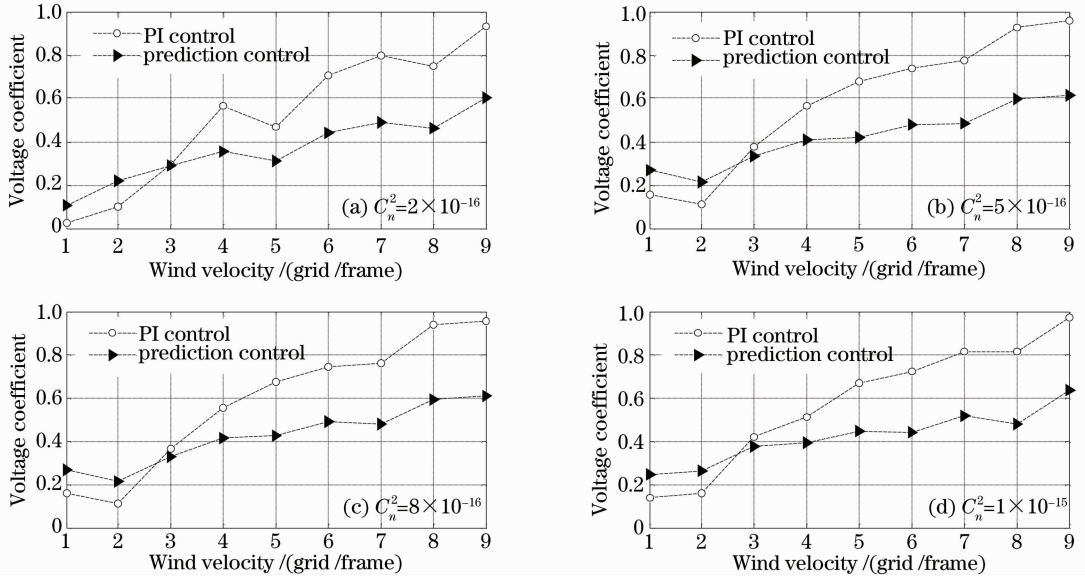 1.0
0.8
0.6
0.4
0.2
0
Voltage coefficient
PI control
prediction control
(a) C_n^2=2×10^-16
1 2 3 4 5 6 7 8 9
Wind velocity /(grid /frame)
1.0
0.8
0.6
0.4
0.2
0
Voltage coefficient
PI control
prediction control
(b) C_n^2=5×10^-16
1 2 3 4 5 6 7 8 9
Wind velocity /(grid /frame)
1.0
0.8
0.6
0.4
0.2
0
Voltage coefficient
PI control
prediction control
(c) C_n^2=8×10^-16
1 2 3 4 5 6 7 8 9
Wind velocity /(grid /frame)
1.0
0.8
0.6
0.4
0.2
0
Voltage coefficient
PI control
prediction control
(d) C_n^2=1×10^-15
1 2 3 4 5 6 7 8 9
Wind velocity /(grid /frame)